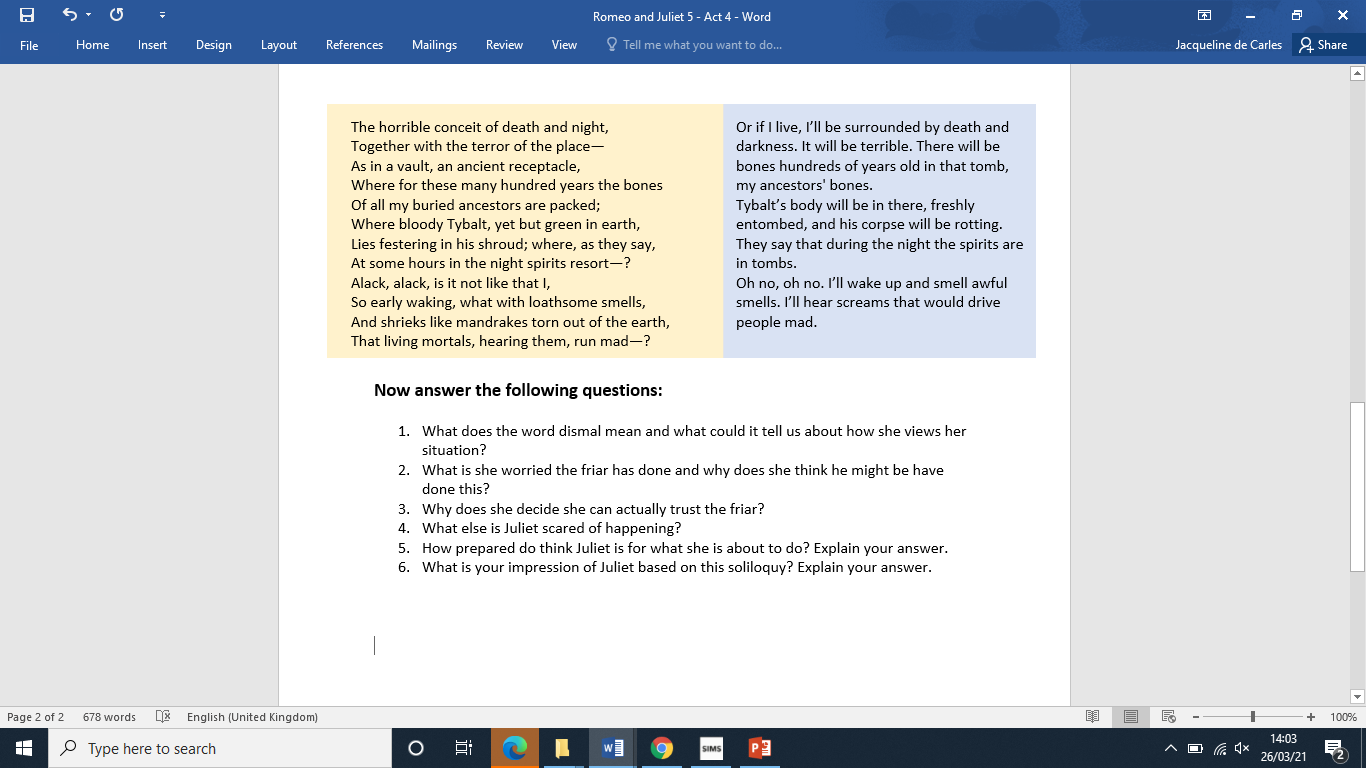 Romeo and Juliet 5 - Act 4 - Word
File Home Insert Design Layout References Mailings Review View Tell me what you want to do... Jacqueline de Carles Share
The horrible conceit of death and night,
Together with the terror of the place—
As in a vault, an ancient receptacle,
Where for these many hundred years the bones
Of all my buried ancestors are packed;
Where bloody Tybalt, yet but green in earth,
Lies festering in his shroud; where, as they say,
At some hours in the night spirits resort—?
Alack, alack, is it not like that I,
So early waking, what with loathsome smells,
And shrieks like mandrakes torn out of the earth,
That living mortals, hearing them, run mad—?
Or if I live, I’ll be surrounded by death and
darkness. It will be terrible. There will be
bones hundreds of years old in that tomb,
my ancestors' bones.
Tybalt’s body will be in there, freshly
entombed, and his corpse will be rotting.
They say that during the night the spirits are
in tombs.
Oh no, oh no. I’ll wake up and smell awful
smells. I’ll hear screams that would drive
people mad.
Now answer the following questions:
1. What does the word dismal mean and what could it tell us about how she views her
situation?
2. What is she worried the friar has done and why does she think he might be have
done this?
3. Why does she decide she can actually trust the friar?
4. What else is Juliet scared of happening?
5. How prepared do think Juliet is for what she is about to do? Explain your answer.
6. What is your impression of Juliet based on this soliloquy? Explain your answer.
Page 2 of 2 678 words English (United Kingdom) 100%
Type here to search SIMS 14:03
26/03/21 2